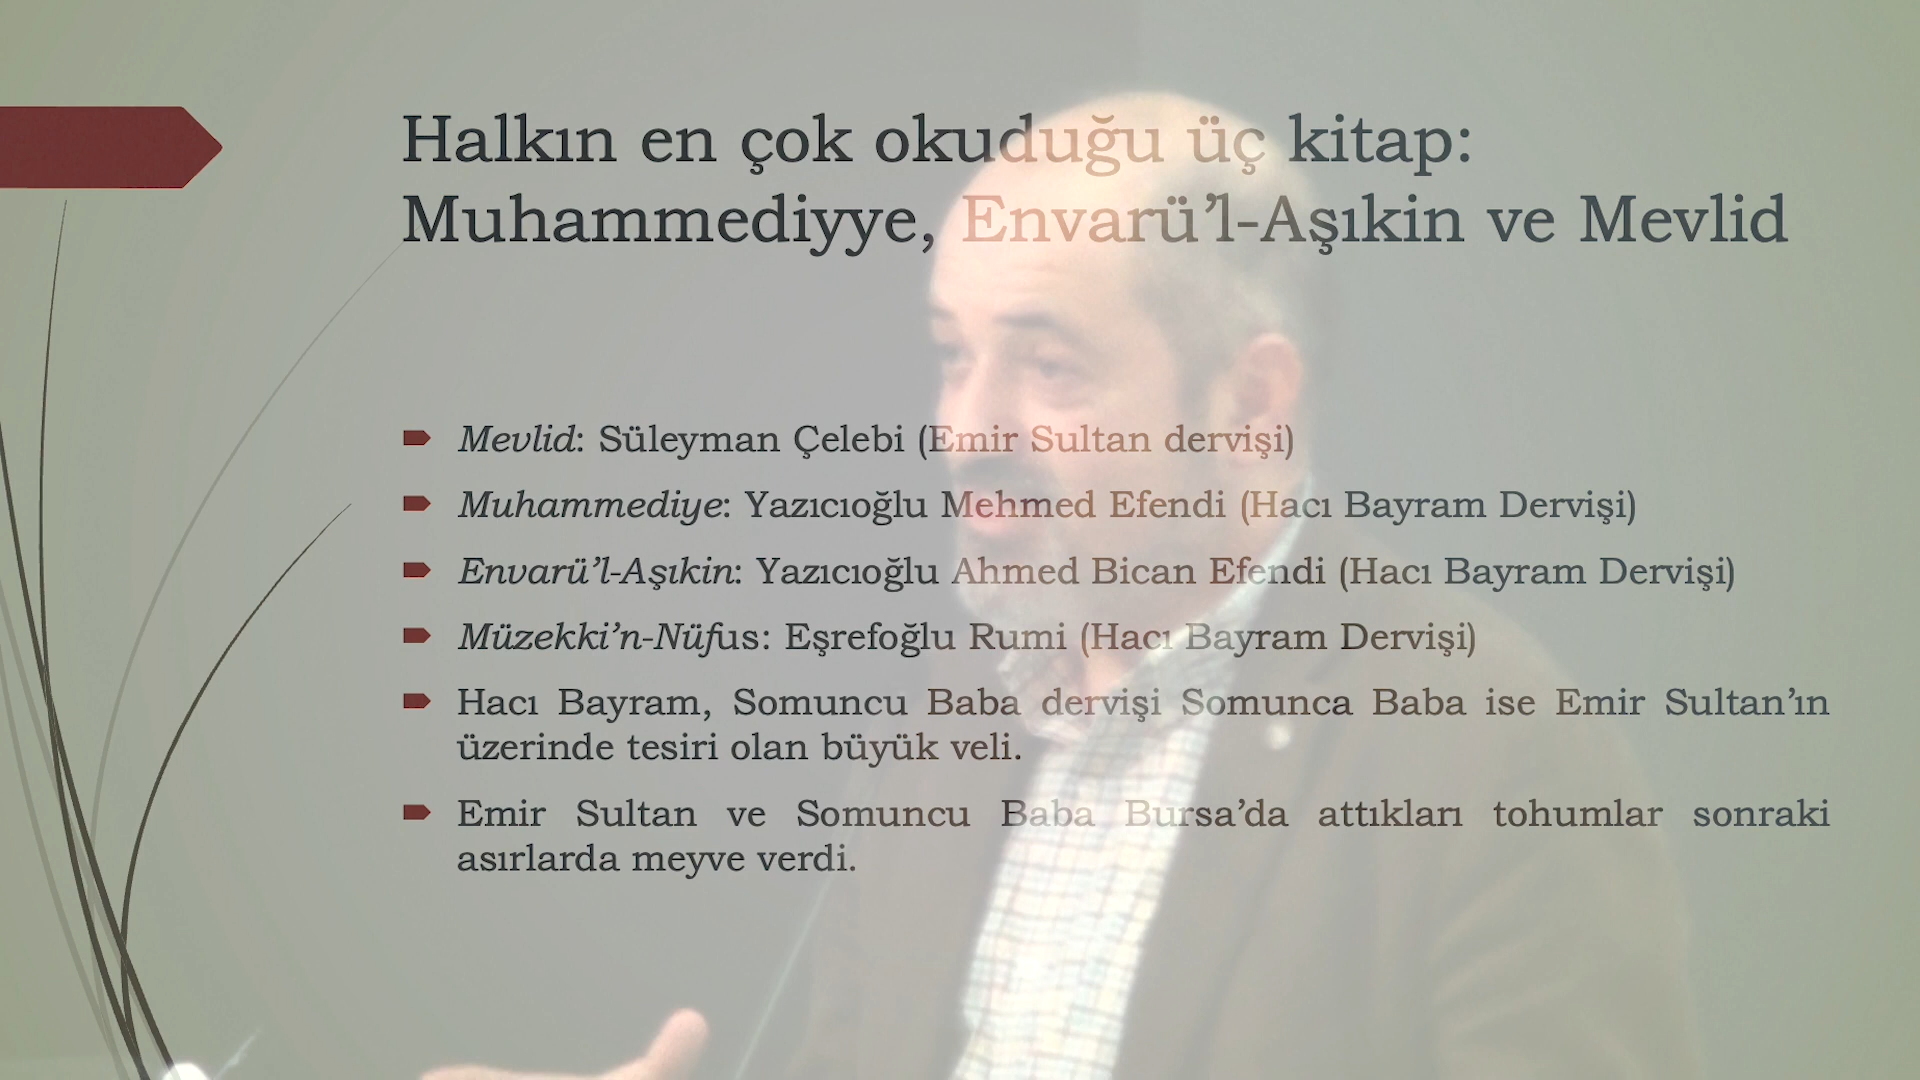 Halkın en çok okuduğu üç kitap:
Muhammediyye, Envarü’l-Aşıkin ve Mevlid
Mevlid: Süleyman Çelebi (Emir Sultan dervişi)
Muhammediye: Yazıcıoğlu Mehmed Efendi (Hacı Bayram Dervişi)
Envarü’l-Aşıkin: Yazıcıoğlu Ahmed Bican Efendi (Hacı Bayram Dervişi)
Müzekki’n-Nüfus: Eşrefoğlu Rumi (Hacı Bayram Dervişi)
Hacı Bayram, Somuncu Baba dervişi Somunca Baba ise Emir Sultan’ın
üzerinde tesiri olan büyük veli.
Emir Sultan ve Somuncu Baba Bursa’da attıkları tohumlar sonraki
asırlarda meyve verdi.